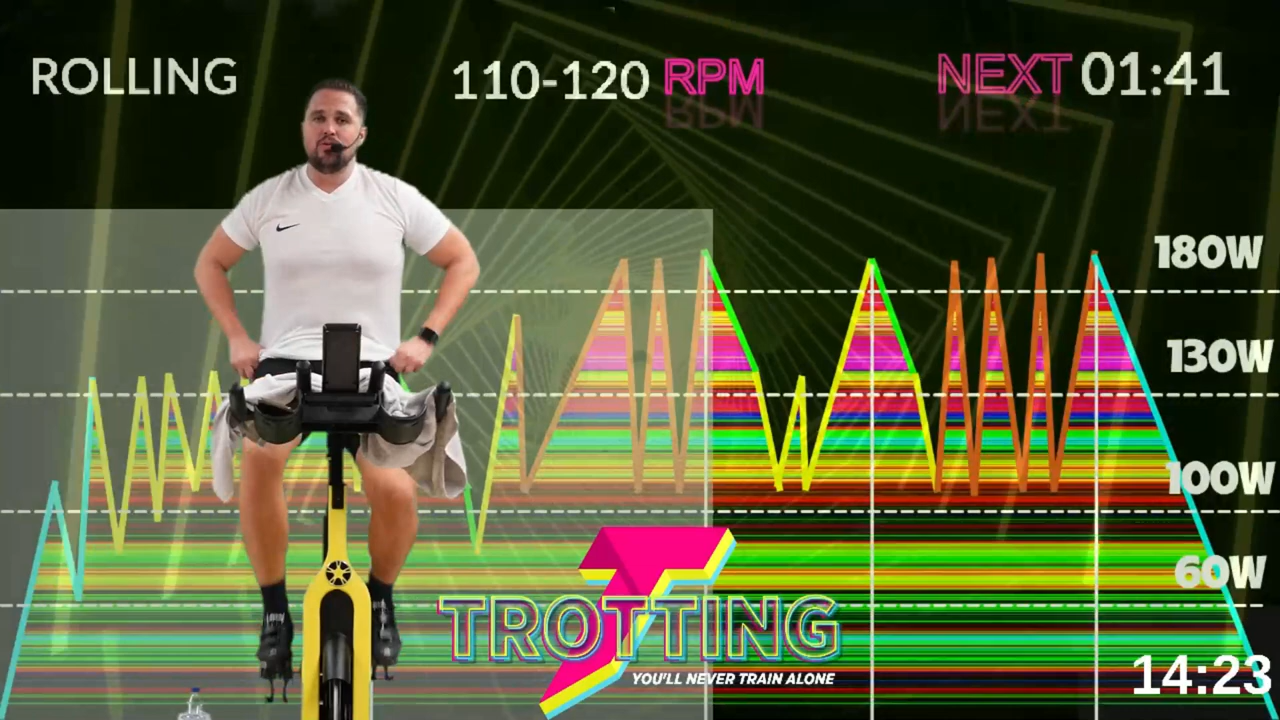 ROLLING
110-120 RPM
NEXT 01:41
180W
130W
100W
60W
TROTTING
YOU'LL NEVER TRAIN ALONE
14:23